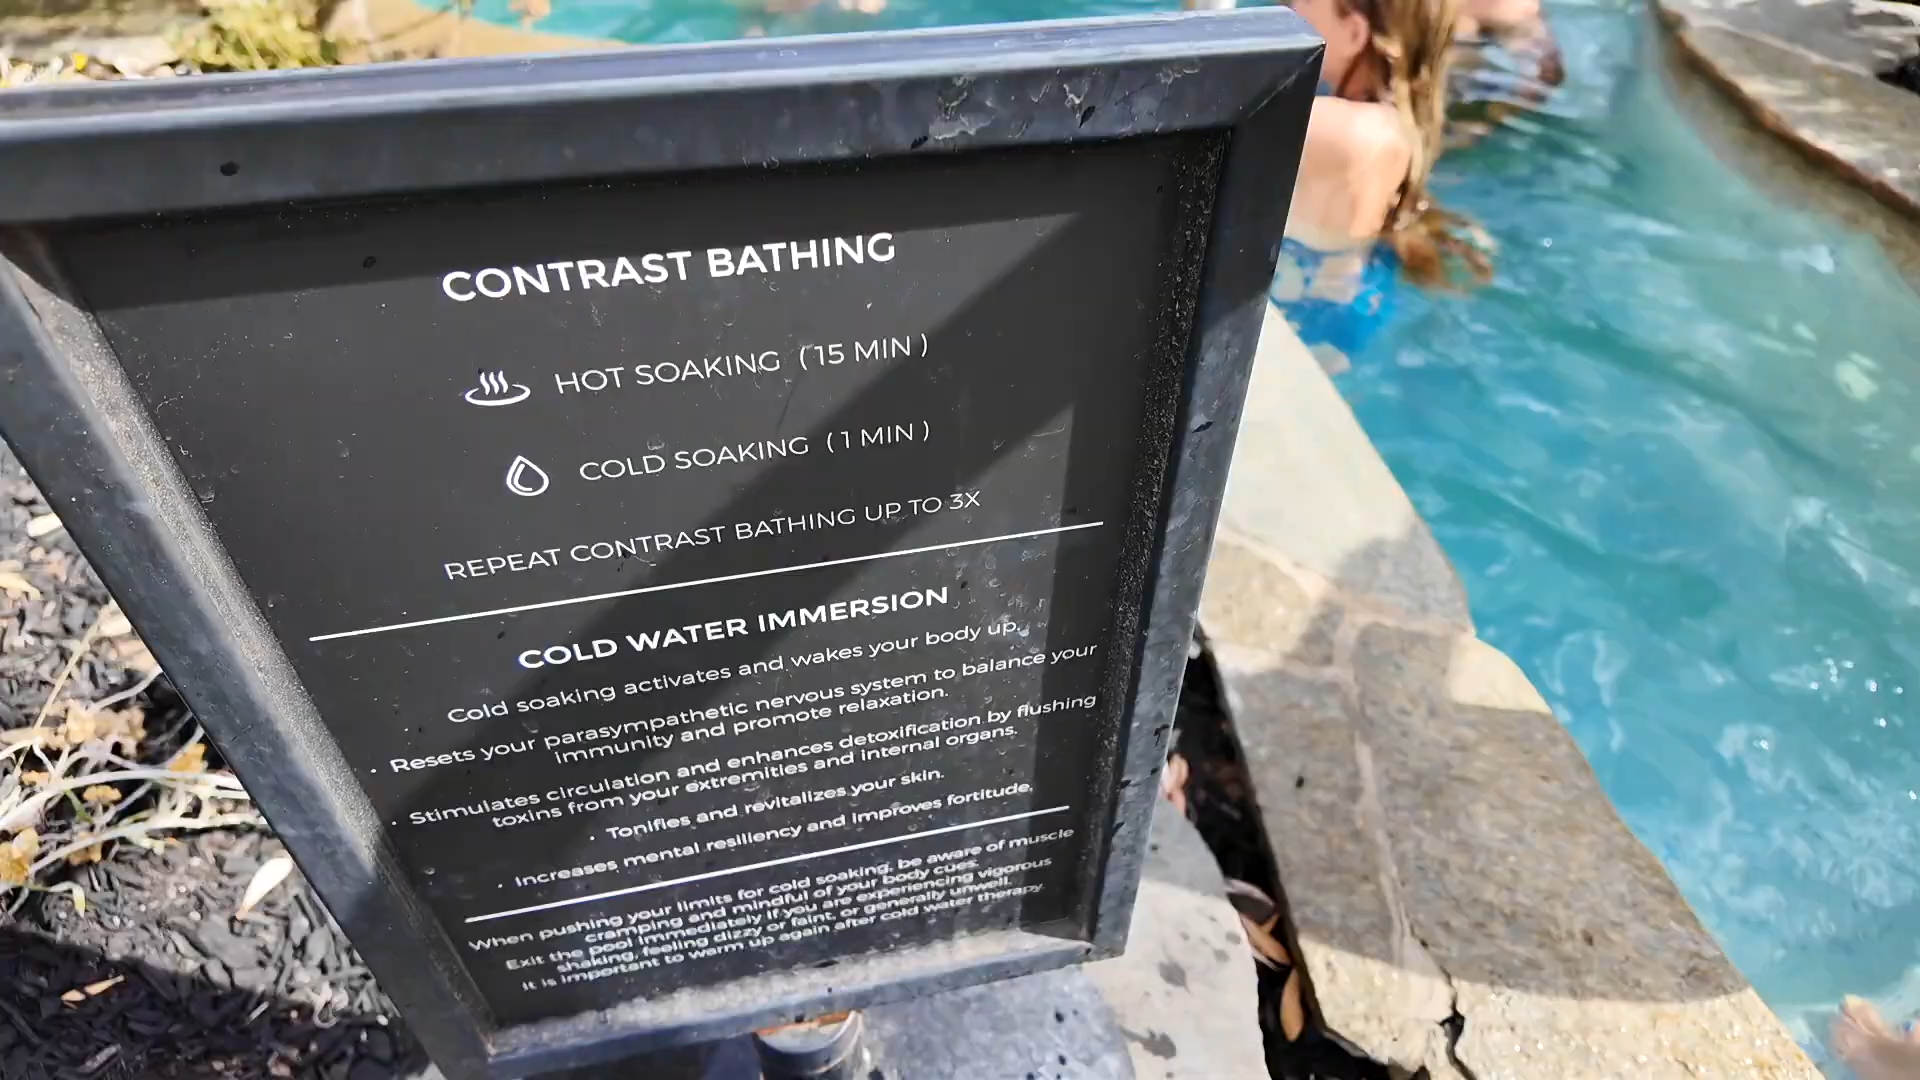 CONTRAST BATHING
HOT SOAKING (15 MIN)
COLD SOAKING (1 MIN)
REPEAT CONTRAST BATHING UP TO 3X
COLD WATER IMMERSION
Cold soaking activates and wakes your body up.
· Resets your parasympathetic nervous system to balance your
immunity and promote relaxation.
· Stimulates circulation and enhances detoxification by flushing
toxins from your extremities and internal organs.
· Tonifies and revitalizes your skin.
· Increases mental resiliency and improves fortitude.
When pushing your limits for cold soaking, be aware of muscle
cramping and mindful of your body cues.
Exit the pool immediately if you are experiencing vigorous
shaking, feeling dizzy or faint, or generally unwell.
It is important to warm up again after cold water therapy.